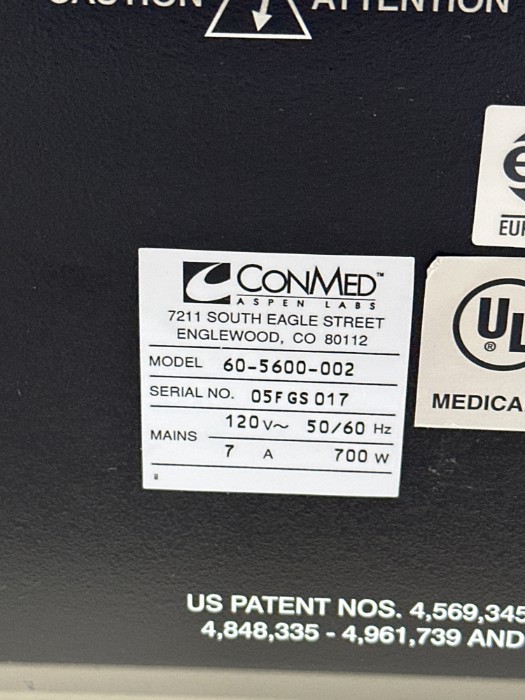 CAUTION ATTENTION
EUR
CONMED™
ASPEN LABS
7211 SOUTH EAGLE STREET
ENGLEWOOD, CO 80112
MODEL 60-5600-002
SERIAL NO. 05FGS017
MAINS
120 V~ 50/60 Hz
7 A 700 W
UL
®
MEDICA
US PATENT NOS. 4,569,345
4,848,335 - 4,961,739 AND